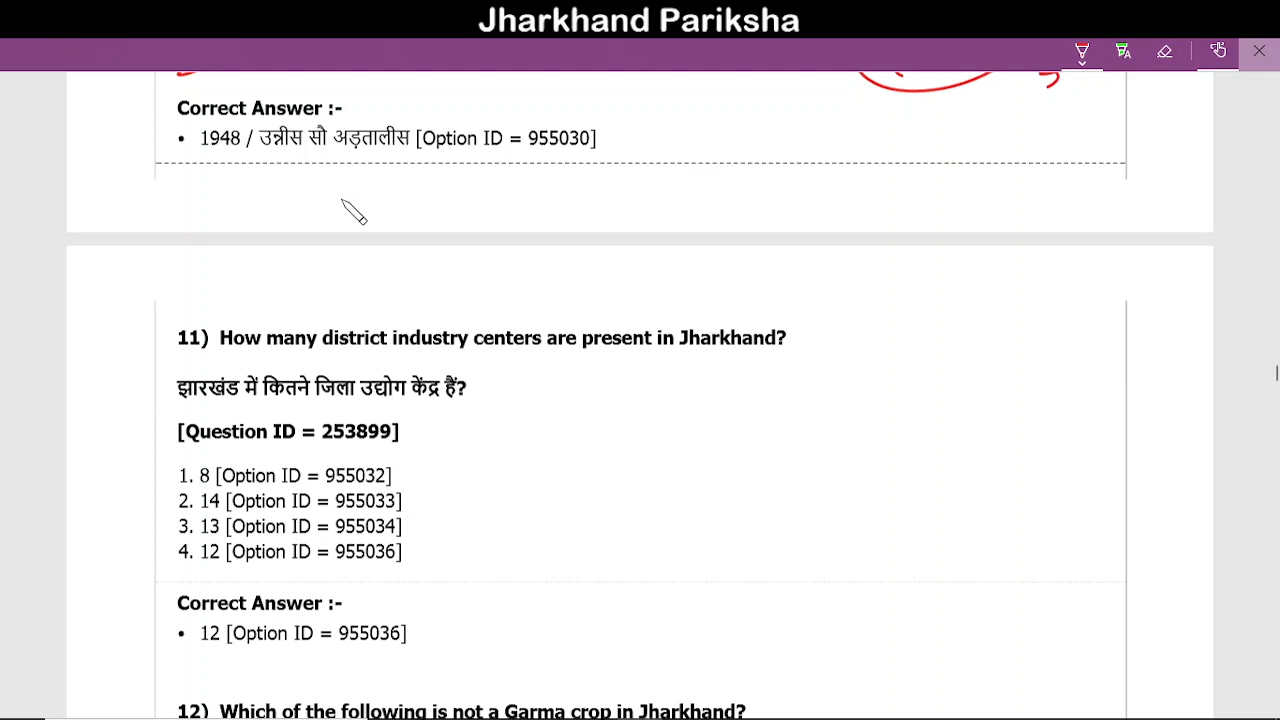 Jharkhand Pariksha
Correct Answer :-
• 1948 / उन्नीस सौ अड़तालीस [Option ID = 955030]
11) How many district industry centers are present in Jharkhand?
झारखंड में कितने जिला उद्योग केंद्र हैं?
[Question ID = 253899]
1. 8 [Option ID = 955032]
2. 14 [Option ID = 955033]
3. 13 [Option ID = 955034]
4. 12 [Option ID = 955036]
Correct Answer :-
• 12 [Option ID = 955036]
12) Which of the following is not a Garma crop in Jharkhand?